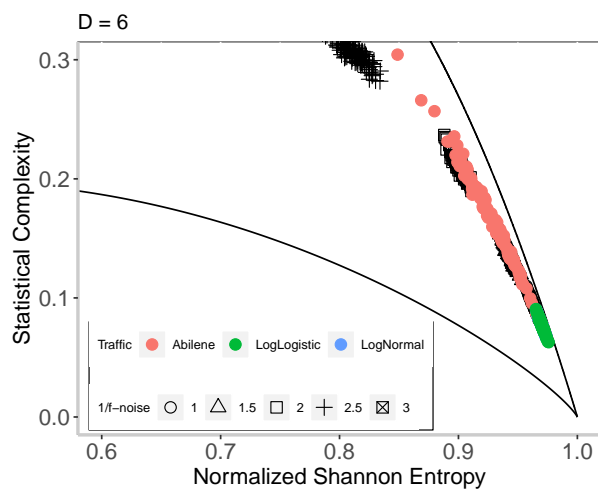 D = 6
Statistical Complexity
0.3
0.2
0.1
0.0
Traffic Abilene LogLogistic LogNormal
1/f−noise 1 1.5 2 2.5 3
0.6 0.7 0.8 0.9 1.0
Normalized Shannon Entropy